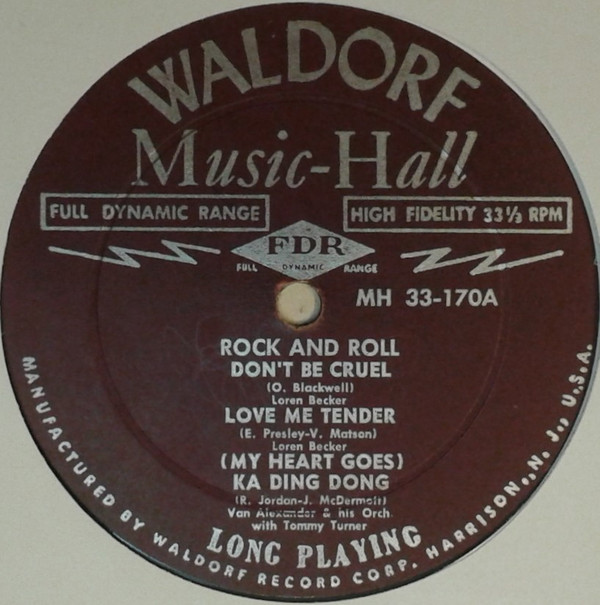 WALDORF
Music-Hall
FULL DYNAMIC RANGE
HIGH FIDELITY 33⅓ RPM
FDR
FULL DYNAMIC RANGE
MH 33-170A
ROCK AND ROLL
DON'T BE CRUEL
(O. Blackwell)
Loren Becker
LOVE ME TENDER
(E. Presley-V. Matson)
Loren Becker
(MY HEART GOES)
KA DING DONG
(R. Jordan-J. McDermott)
Van Alexander & his Orch.
with Tommy Turner
LONG PLAYING
MANUFACTURED BY WALDORF RECORD CORP. HARRISON, N. J., U.S.A.